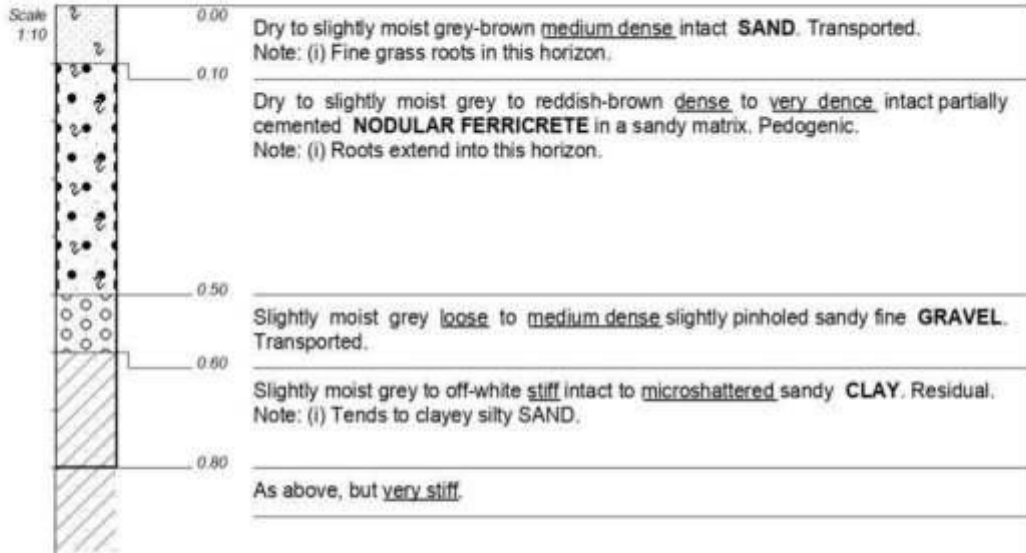 Scale
1:10
0.00
Dry to slightly moist grey-brown medium dense intact SAND. Transported.
Note: (i) Fine grass roots in this horizon.
0.10
Dry to slightly moist grey to reddish-brown dense to very dence intact partially
cemented NODULAR FERRICRETE in a sandy matrix. Pedogenic.
Note: (i) Roots extend into this horizon.
0.50
Slightly moist grey loose to medium dense slightly pinholed sandy fine GRAVEL.
Transported.
0.60
Slightly moist grey to off-white stiff intact to microshattered sandy CLAY. Residual.
Note: (i) Tends to clayey silty SAND.
0.80
As above, but very stiff.